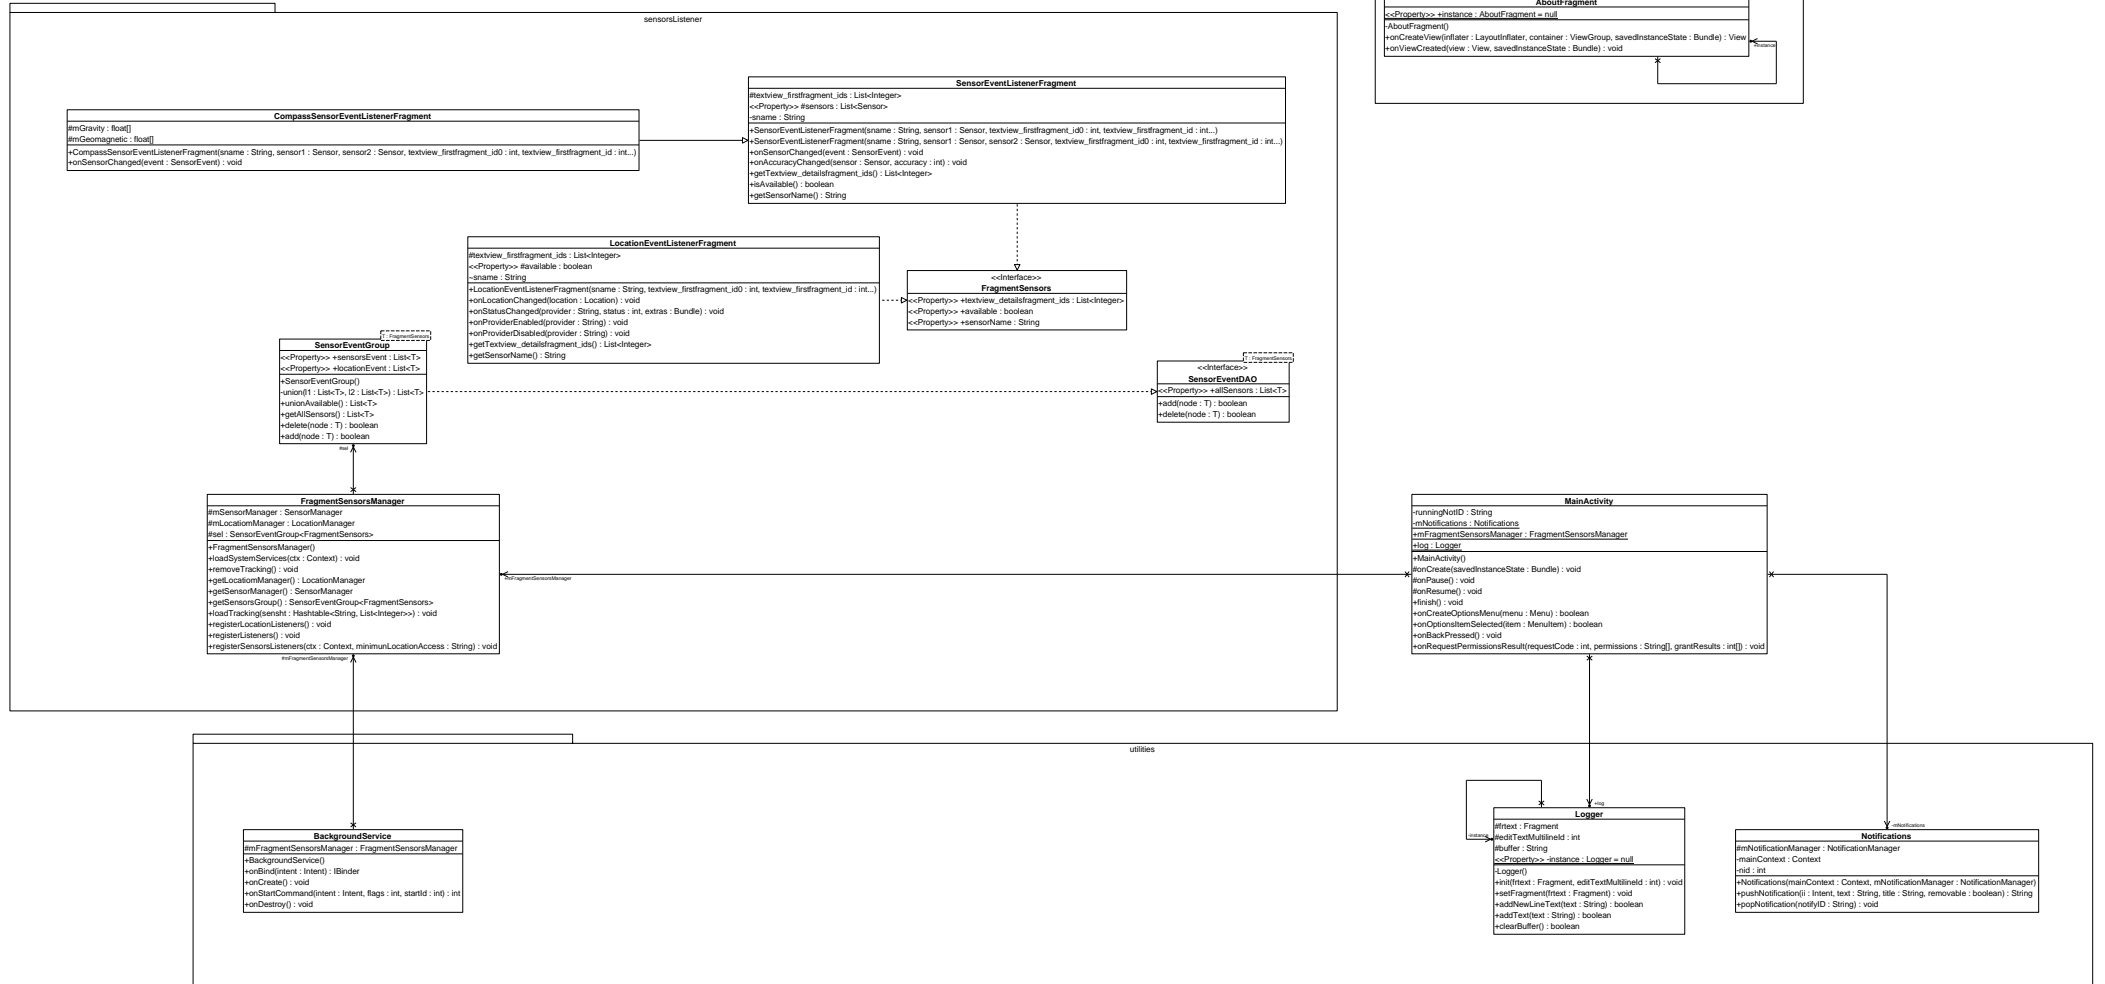 sensorsListener
AboutFragment
<<Property>> +instance : AboutFragment = null
-AboutFragment()
+onCreateView(inflater : LayoutInflater, container : ViewGroup, savedInstanceState : Bundle) : View
+onViewCreated(view : View, savedInstanceState : Bundle) : void
+instance
SensorEventListenerFragment
#textview_firstfragment_ids : List<Integer>
<<Property>> #sensors : List<Sensor>
-sname : String
+SensorEventListenerFragment(sname : String, sensor1 : Sensor, textview_firstfragment_id0 : int, textview_firstfragment_id : int...)
+SensorEventListenerFragment(sname : String, sensor1 : Sensor, sensor2 : Sensor, textview_firstfragment_id0 : int, textview_firstfragment_id : int...)
+onSensorChanged(event : SensorEvent) : void
+onAccuracyChanged(sensor : Sensor, accuracy : int) : void
+getTextview_detailsfragment_ids() : List<Integer>
+isAvailable() : boolean
+getSensorName() : String
CompassSensorEventListenerFragment
#mGravity : float[]
#mGeomagnetic : float[]
+CompassSensorEventListenerFragment(sname : String, sensor1 : Sensor, sensor2 : Sensor, textview_firstfragment_id0 : int, textview_firstfragment_id : int...)
+onSensorChanged(event : SensorEvent) : void
LocationEventListenerFragment
#textview_firstfragment_ids : List<Integer>
<<Property>> #available : boolean
~sname : String
+LocationEventListenerFragment(sname : String, textview_firstfragment_id0 : int, textview_firstfragment_id : int...)
+onLocationChanged(location : Location) : void
+onStatusChanged(provider : String, status : int, extras : Bundle) : void
+onProviderEnabled(provider : String) : void
+onProviderDisabled(provider : String) : void
+getTextview_detailsfragment_ids() : List<Integer>
+getSensorName() : String
<<Interface>>
FragmentSensors
<<Property>> +textview_detailsfragment_ids : List<Integer>
<<Property>> +available : boolean
<<Property>> +sensorName : String
T : FragmentSensors
SensorEventGroup
<<Property>> +sensorsEvent : List<T>
<<Property>> +locationEvent : List<T>
+SensorEventGroup()
-union(l1 : List<T>, l2 : List<T>) : List<T>
+unionAvailable() : List<T>
+getAllSensors() : List<T>
+delete(node : T) : boolean
+add(node : T) : boolean
#sel
T : FragmentSensors
<<Interface>>
SensorEventDAO
<<Property>> +allSensors : List<T>
+add(node : T) : boolean
+delete(node : T) : boolean
FragmentSensorsManager
#mSensorManager : SensorManager
#mLocatiomManager : LocationManager
#sel : SensorEventGroup<FragmentSensors>
+FragmentSensorsManager()
+loadSystemServices(ctx : Context) : void
+removeTracking() : void
+getLocatiomManager() : LocationManager
+getSensorManager() : SensorManager
+getSensorsGroup() : SensorEventGroup<FragmentSensors>
+loadTracking(sensht : Hashtable<String, List<Integer>>) : void
+registerLocationListeners() : void
+registerListeners() : void
+registerSensorsListeners(ctx : Context, minimunLocationAccess : String) : void
+mFragmentSensorsManager
#mFragmentSensorsManager
MainActivity
-runningNotID : String
-mNotifications : Notifications
+mFragmentSensorsManager : FragmentSensorsManager
+log : Logger
+MainActivity()
#onCreate(savedInstanceState : Bundle) : void
#onPause() : void
#onResume() : void
+finish() : void
+onCreateOptionsMenu(menu : Menu) : boolean
+onOptionsItemSelected(item : MenuItem) : boolean
+onBackPressed() : void
+onRequestPermissionsResult(requestCode : int, permissions : String[], grantResults : int[]) : void
utilities
BackgroundService
#mFragmentSensorsManager : FragmentSensorsManager
+BackgroundService()
+onBind(intent : Intent) : IBinder
+onCreate() : void
+onStartCommand(intent : Intent, flags : int, startId : int) : int
+onDestroy() : void
+log
-instance
Logger
#frtext : Fragment
#editTextMultilineId : int
#buffer : String
<<Property>> -instance : Logger = null
-Logger()
+init(frtext : Fragment, editTextMultilineId : int) : void
+setFragment(frtext : Fragment) : void
+addNewLineText(text : String) : boolean
+addText(text : String) : boolean
+clearBuffer() : boolean
-mNotifications
Notifications
#mNotificationManager : NotificationManager
-mainContext : Context
-nid : int
+Notifications(mainContext : Context, mNotificationManager : NotificationManager)
+pushNotification(ii : Intent, text : String, title : String, removable : boolean) : String
+popNotification(notifyID : String) : void